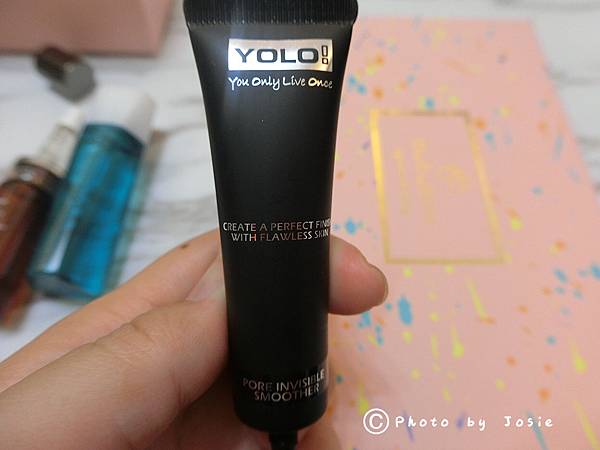 YOLO!
You Only Live Once
CREATE A PERFECT FINISH
WITH FLAWLESS SKIN
PORE INVISIBLE
SMOOTHER
©Photo by Josie